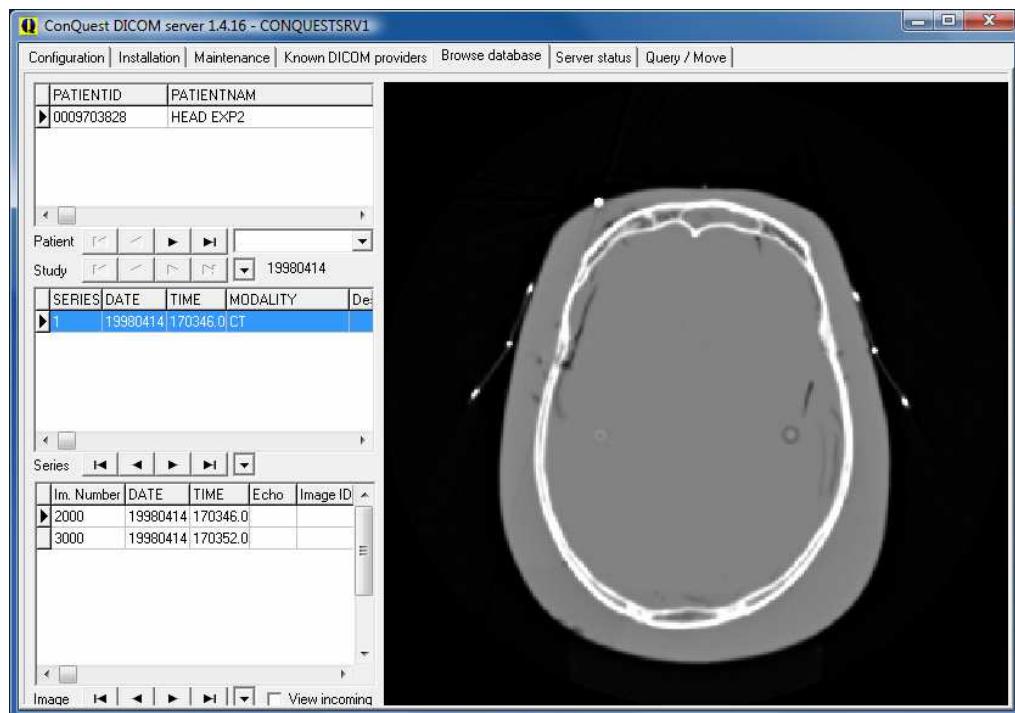 ConQuest DICOM server 1.4.16 - CONQUESTSRV1
Configuration Installation Maintenance Known DICOM providers Browse database Server status Query / Move
PATIENTID PATIENTNAM
0009703828 HEAD EXP2
Patient
Study 19980414
SERIES DATE TIME MODALITY De:
1 19980414 170346.0 CT
Series
Im. Number DATE TIME Echo Image ID
2000 19980414 170346.0
3000 19980414 170352.0
Image View incoming